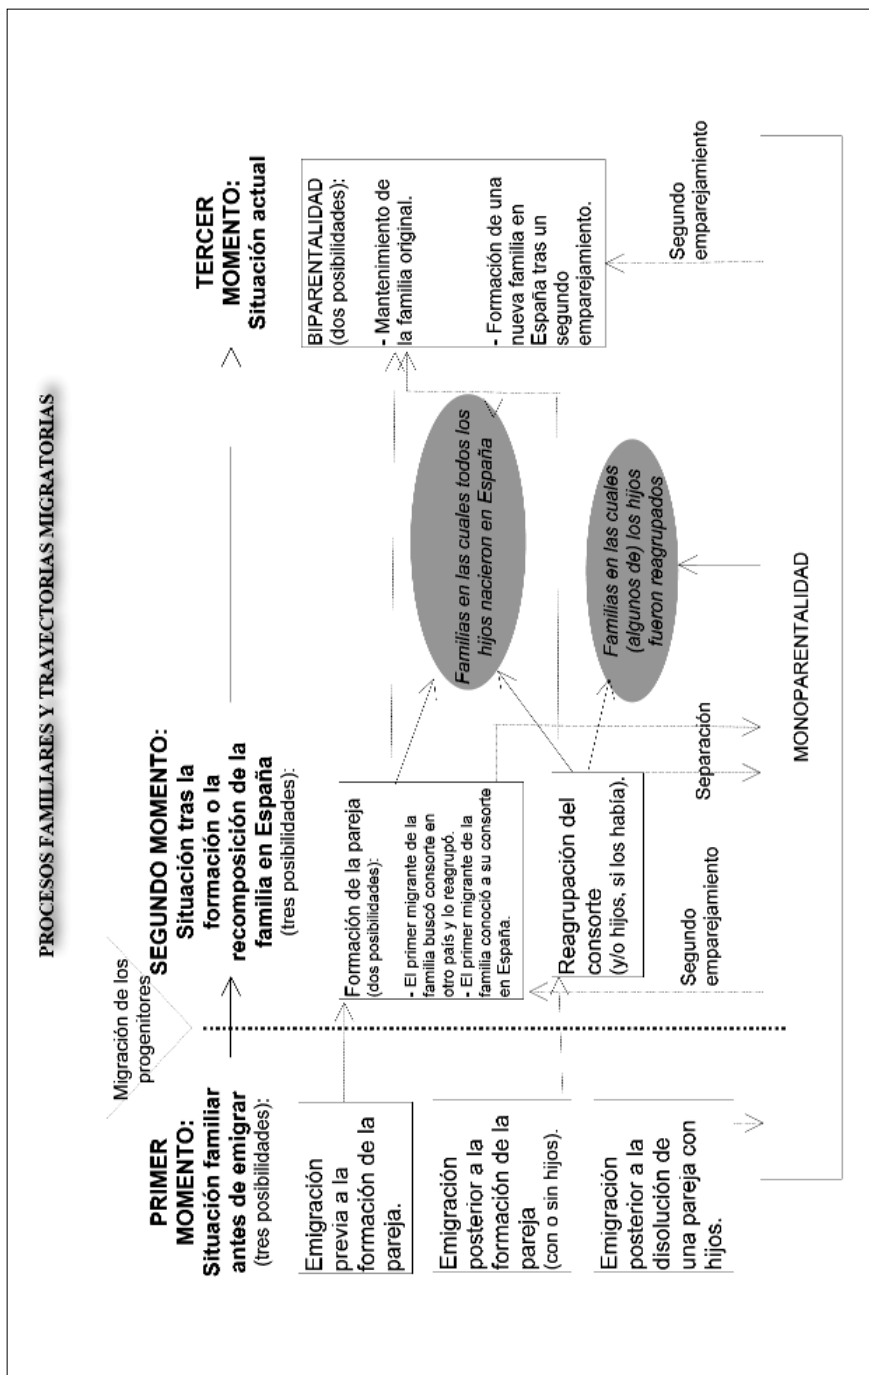 PROCESOS FAMILIARES Y TRAYECTORIAS MIGRATORIAS
Migración de los
progenitores
PRIMER
MOMENTO:
Situación familiar
antes de emigrar
(tres posibilidades):
Emigración
previa a la
formación de la
pareja.
Emigración
posterior a la
formación de la
pareja
(con o sin hijos).
Emigración
posterior a la
disolución de
una pareja con
hijos.
SEGUNDO MOMENTO:
Situación tras la
formación o la
recomposición de la
familia en España
(tres posibilidades):
Formación de la pareja
(dos posibilidades):
- El primer migrante de la
familia buscó consorte en
otro país y lo reagrupó.
- El primer migrante de la
familia conoció a su consorte
en España.
Reagrupación del
consorte
(y/o hijos, si los había).
Segundo
emparejamiento
Separación
MONOPARENTALIDAD
Familias en las cuales todos los
hijos nacieron en España
Familias en las cuales
(algunos de) los hijos
fueron reagrupados
TERCER
MOMENTO:
Situación actual
BIPARENTALIDAD
(dos posibilidades):
- Mantenimiento de
la familia original.
- Formación de una
nueva familia en
España tras un
segundo
emparejamiento.
Segundo
emparejamiento